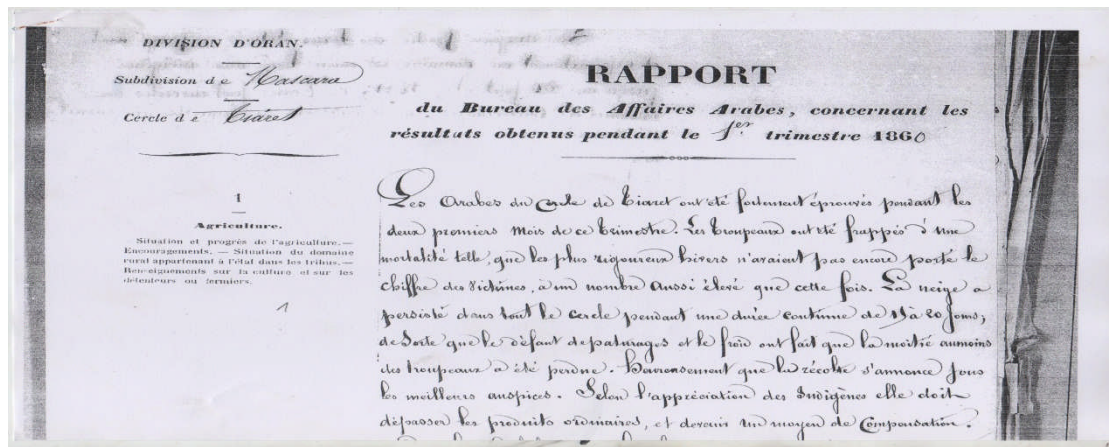 DIVISION D'ORAN.
Subdivision de Mascara
Cercle de Tiaret
RAPPORT
du Bureau des Affaires Arabes, concernant les
résultats obtenus pendant le 1er trimestre 1860
1
Agriculture.
Situation et progrès de l'agriculture. —
Encouragements. — Situation du domaine
rural appartenant à l'état dans les tribus. —
Renseignements sur la culture et sur les
détenteurs ou fermiers.
1
Les Arabes du Cercle de Tiaret ont été fortement éprouvés pendant les
deux premiers mois de ce trimestre. Les troupeaux ont été frappés d'une
mortalité telle, que les plus rigoureux hivers n'avaient pas encore porté le
chiffre des victimes, à un nombre aussi élevé que cette fois. La neige a
persisté dans tout le cercle pendant une durée continue de 15 à 20 jours,
de sorte que le défaut de paturages et le froid ont fait que la moitié au moins
des troupeaux a été perdue. Heureusement que la récolte s'annonce sous
les meilleurs auspices. Selon l'appréciation des Indigènes elle doit
dépasser les produits ordinaires, et devenir un moyen de compensation.